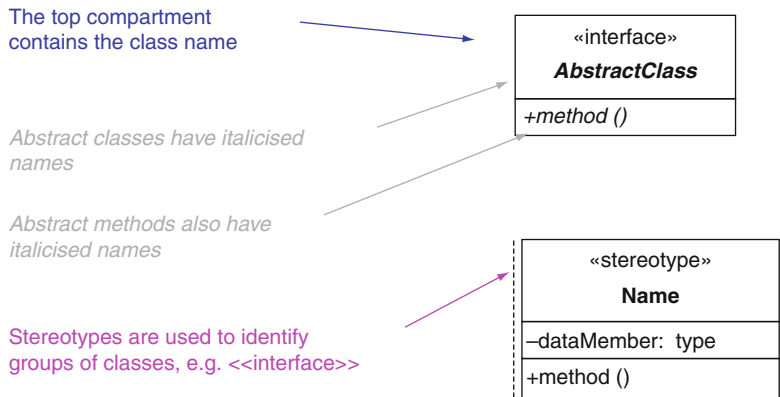 The top compartment
contains the class name
Abstract classes have italicised
names
Abstract methods also have
italicised names
Stereotypes are used to identify
groups of classes, e.g. <<interface>>
«interface»
AbstractClass
+method ()
«stereotype»
Name
–dataMember: type
+method ()